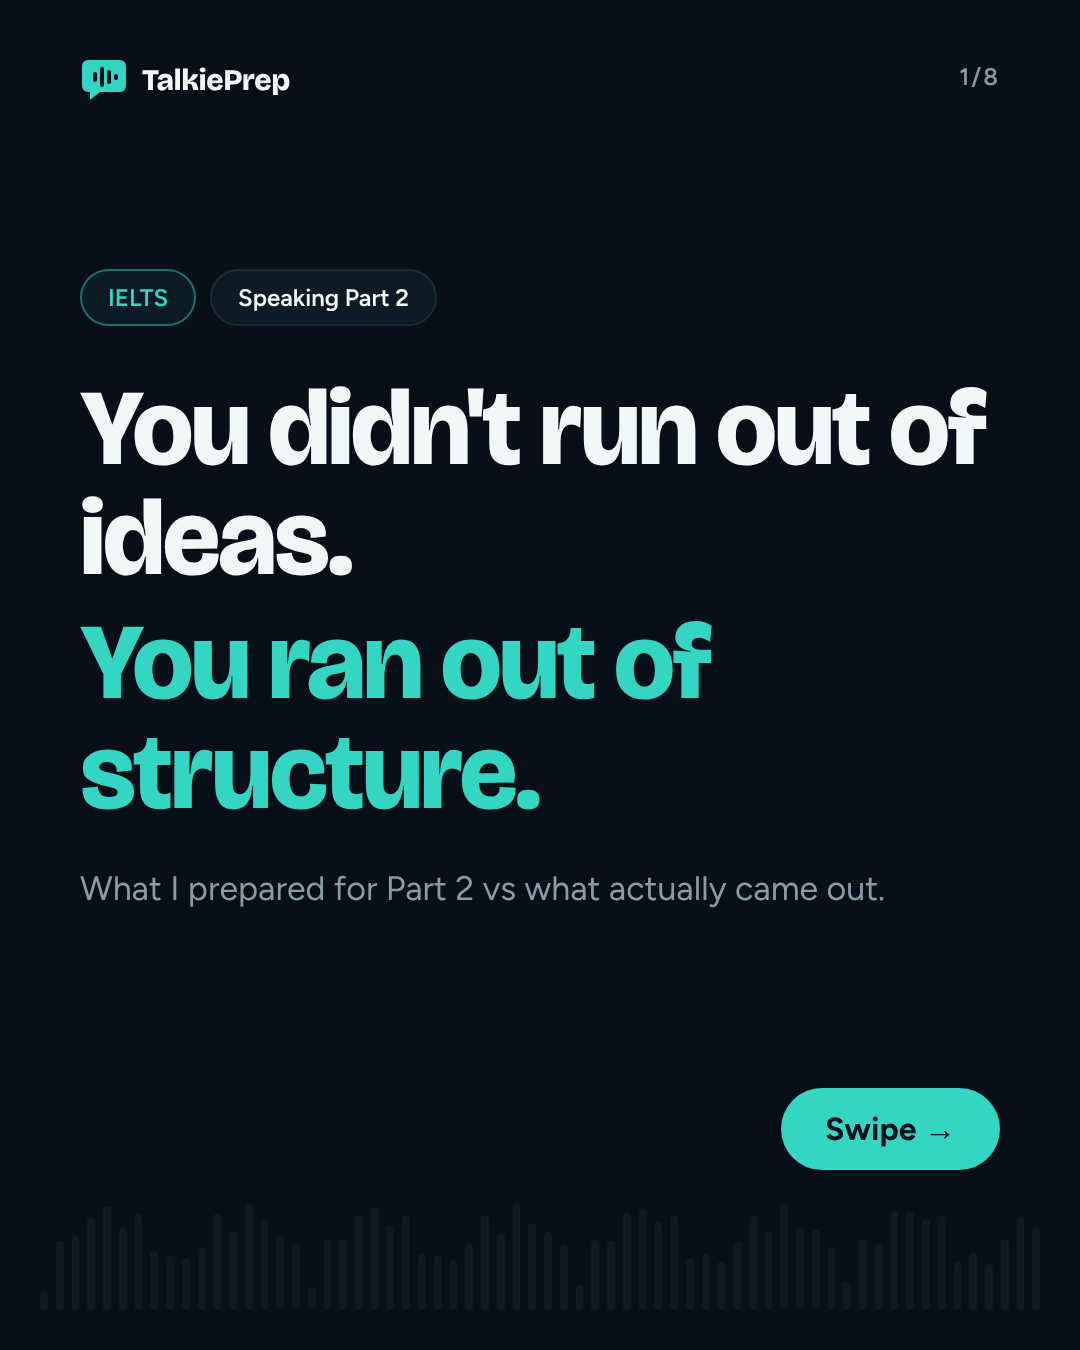 TalkiePrep
1/8
IELTS
Speaking Part 2
You didn't run out of
ideas.
You ran out of
structure.
What I prepared for Part 2 vs what actually came out.
Swipe →